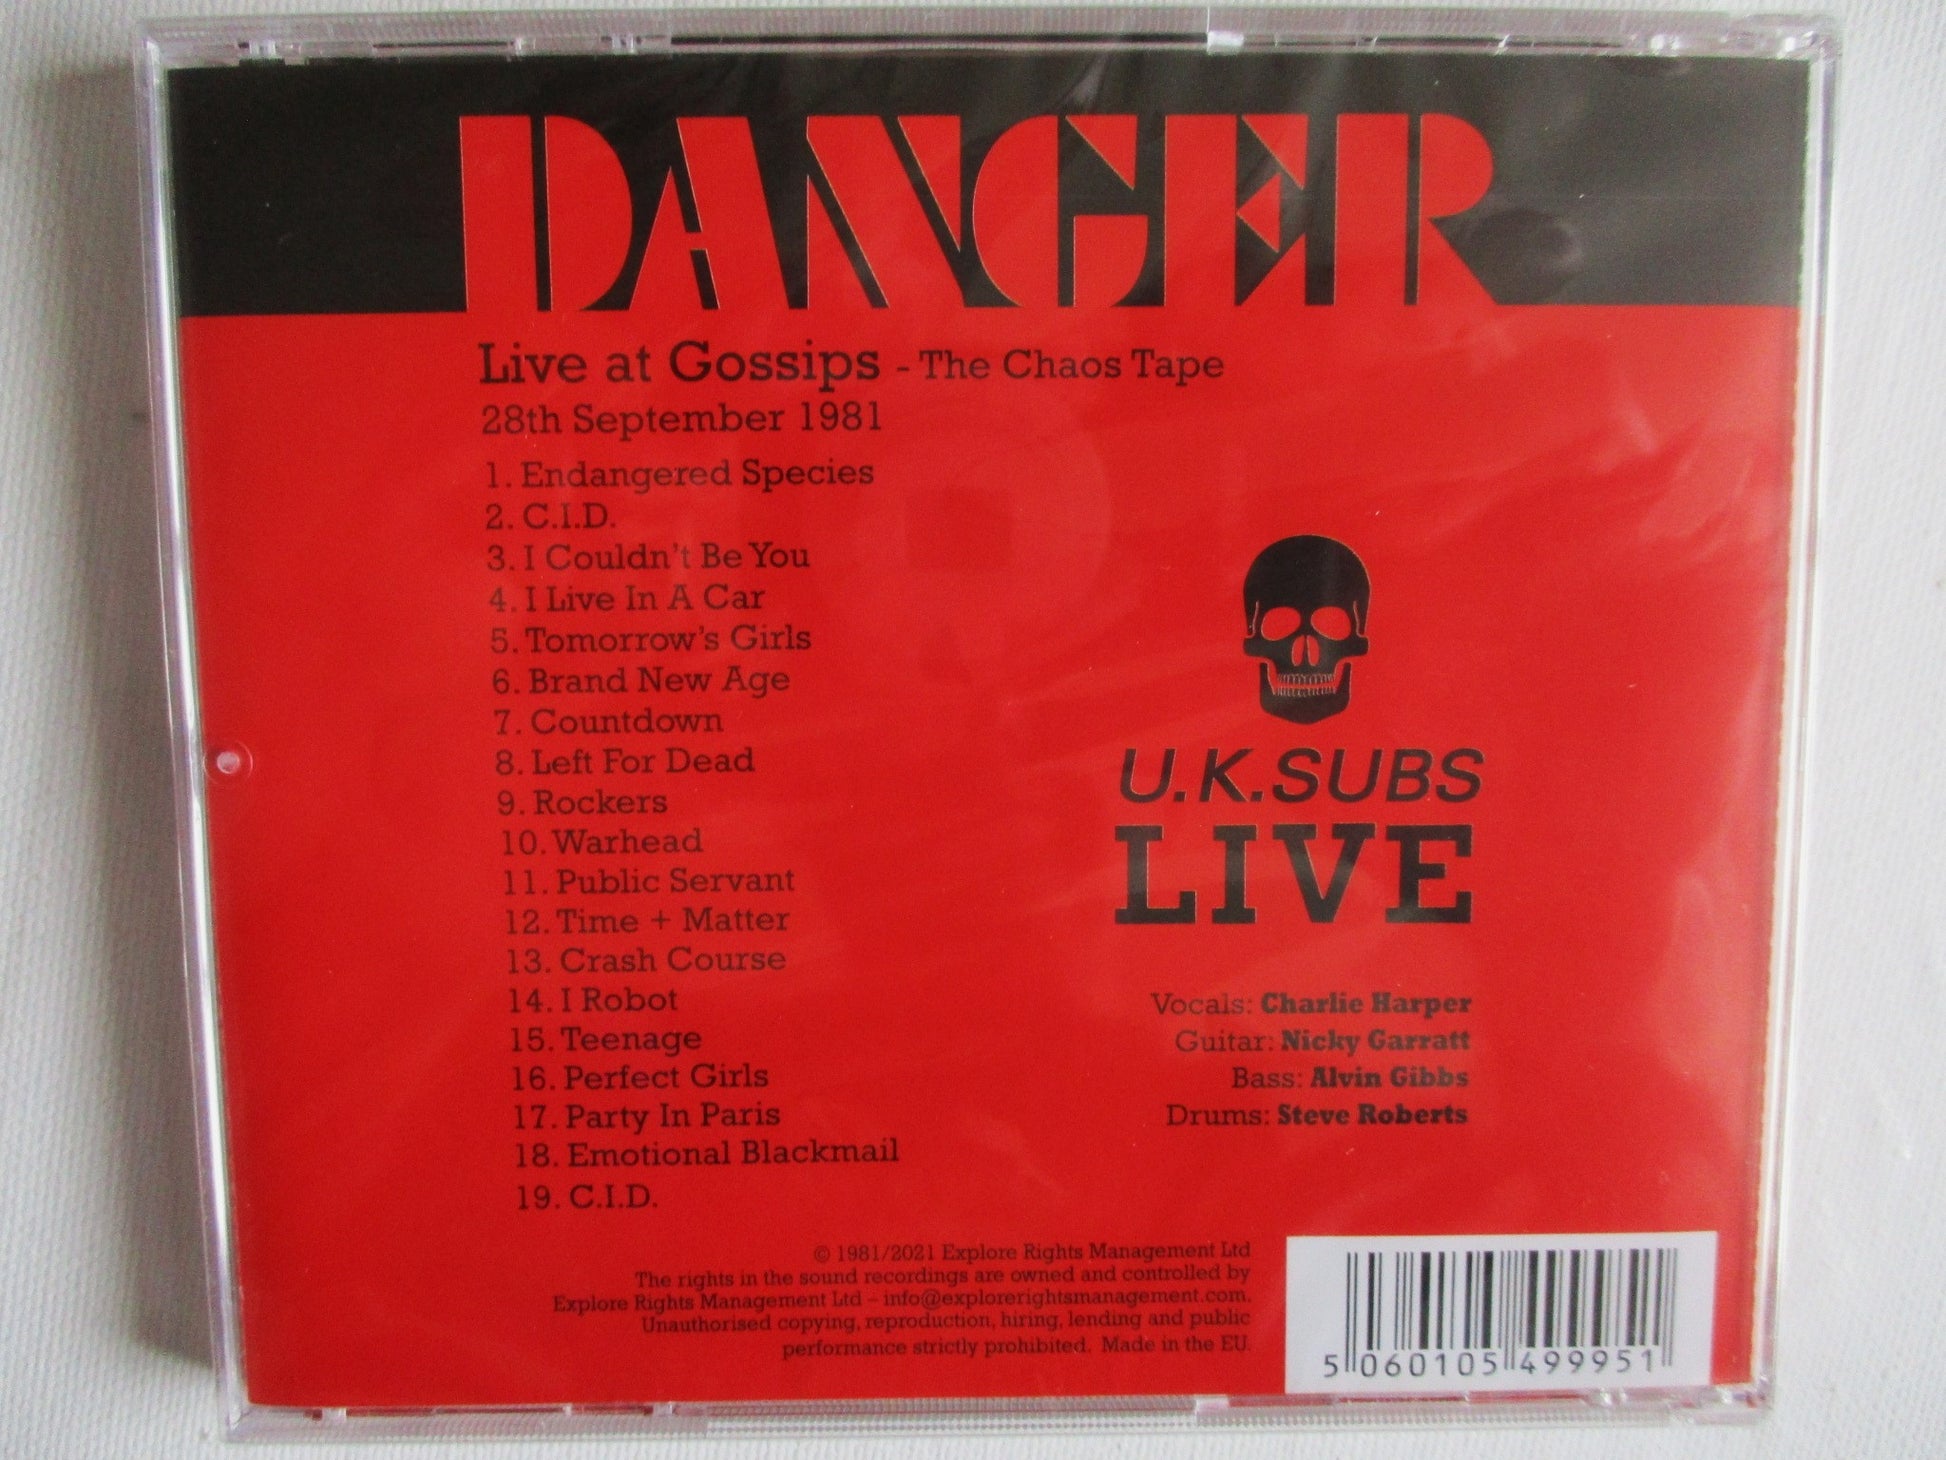 DANGER
Live at Gossips - The Chaos Tape
28th September 1981
1. Endangered Species
2. C.I.D.
3. I Couldn't Be You
4. I Live In A Car
5. Tomorrow's Girls
6. Brand New Age
7. Countdown
8. Left For Dead
9. Rockers
10. Warhead
11. Public Servant
12. Time + Matter
13. Crash Course
14. I Robot
15. Teenage
16. Perfect Girls
17. Party In Paris
18. Emotional Blackmail
19. C.I.D.
U.K.SUBS
LIVE
Vocals: Charlie Harper
Guitar: Nicky Garratt
Bass: Alvin Gibbs
Drums: Steve Roberts
© 1981/2021 Explore Rights Management Ltd
The rights in the sound recordings are owned and controlled by
Explore Rights Management Ltd – info@explorerightsmanagement.com.
Unauthorised copying, reproduction, hiring, lending and public
performance strictly prohibited. Made in the EU.
5 060105 499951